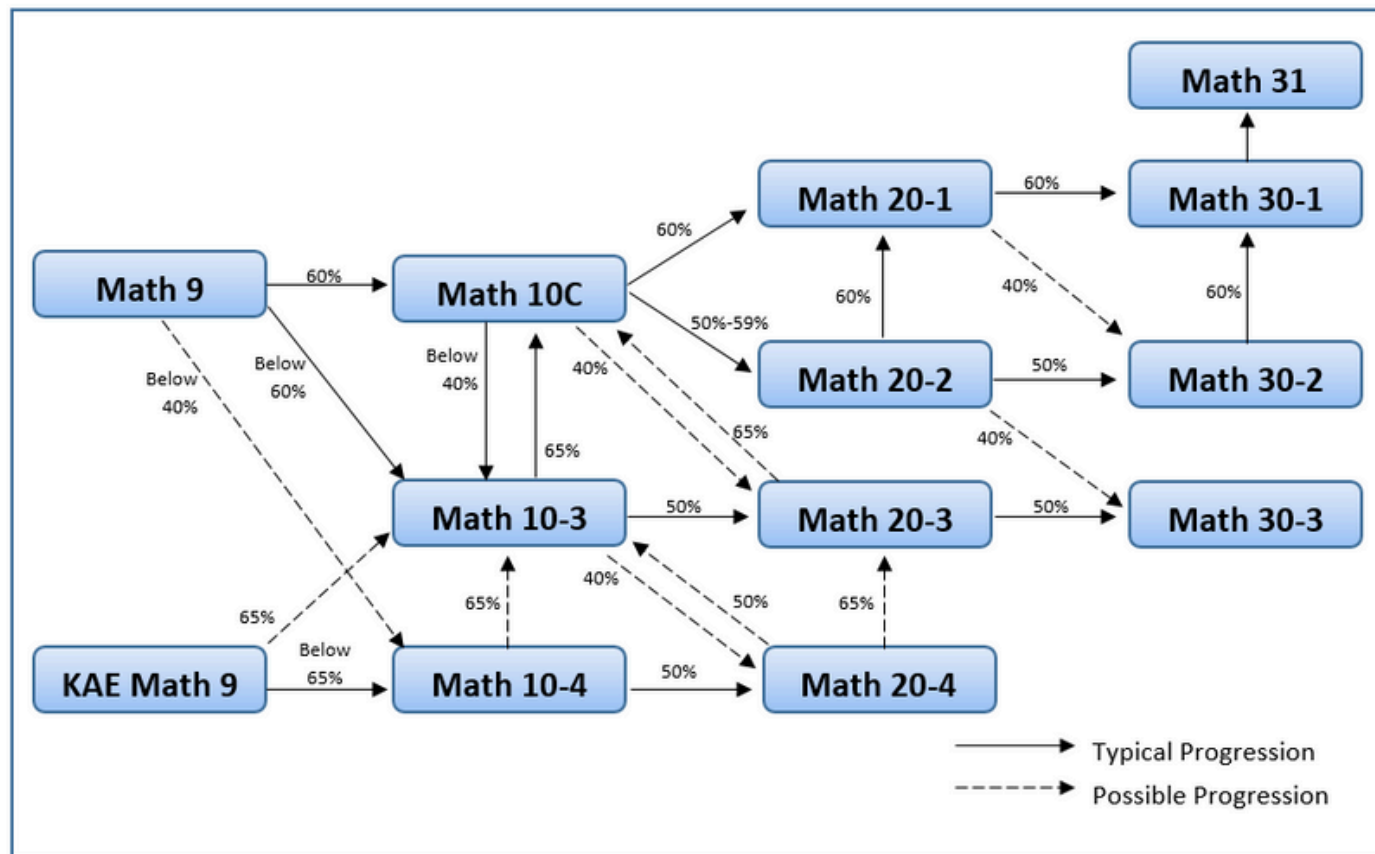 Math 31
Math 20-1
60%
Math 30-1
60%
Math 9
60%
Math 10C
60%
40%
60%
50%-59%
Below
40%
Below
60%
Below
40%
40%
Math 20-2
50%
Math 30-2
65%
65%
40%
Math 10-3
50%
Math 20-3
50%
Math 30-3
65%
40%
65%
50%
65%
KAE Math 9
Below
65%
Math 10-4
50%
Math 20-4
Typical Progression
Possible Progression